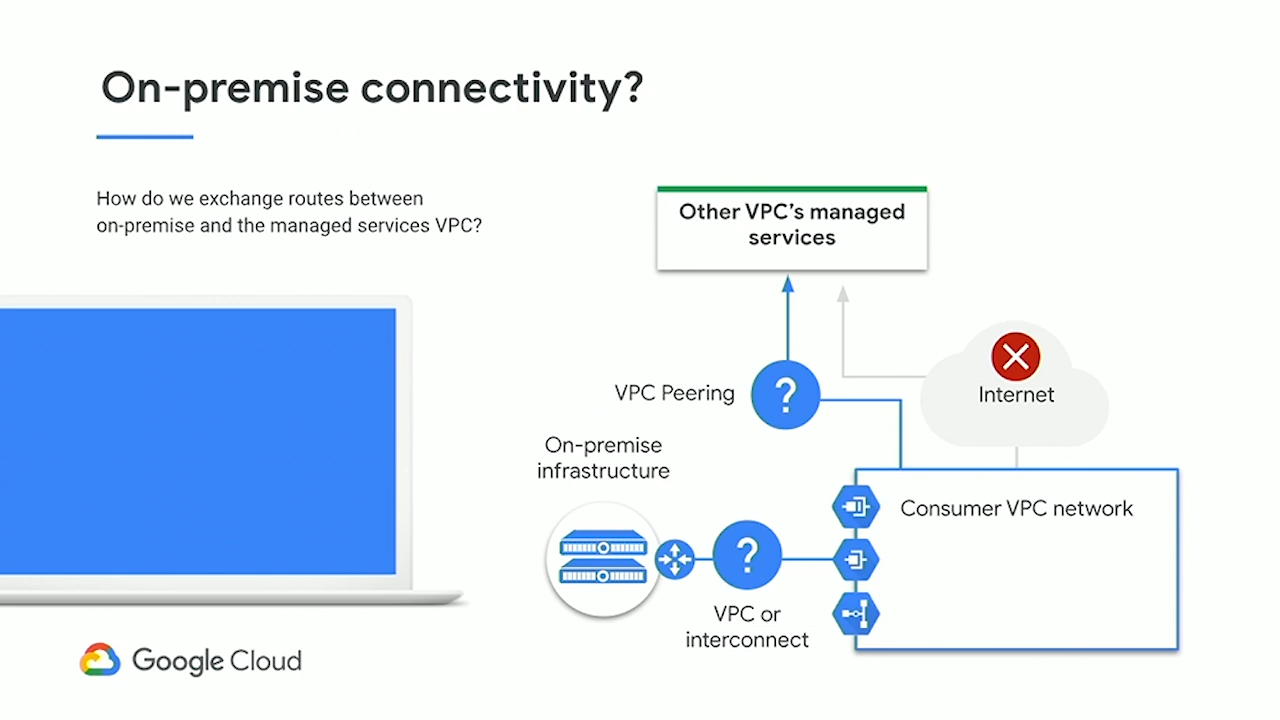 On-premise connectivity?
How do we exchange routes between
on-premise and the managed services VPC?
Other VPC's managed
services
VPC Peering
?
Internet
On-premise
infrastructure
Consumer VPC network
?
VPC or
interconnect
Google Cloud